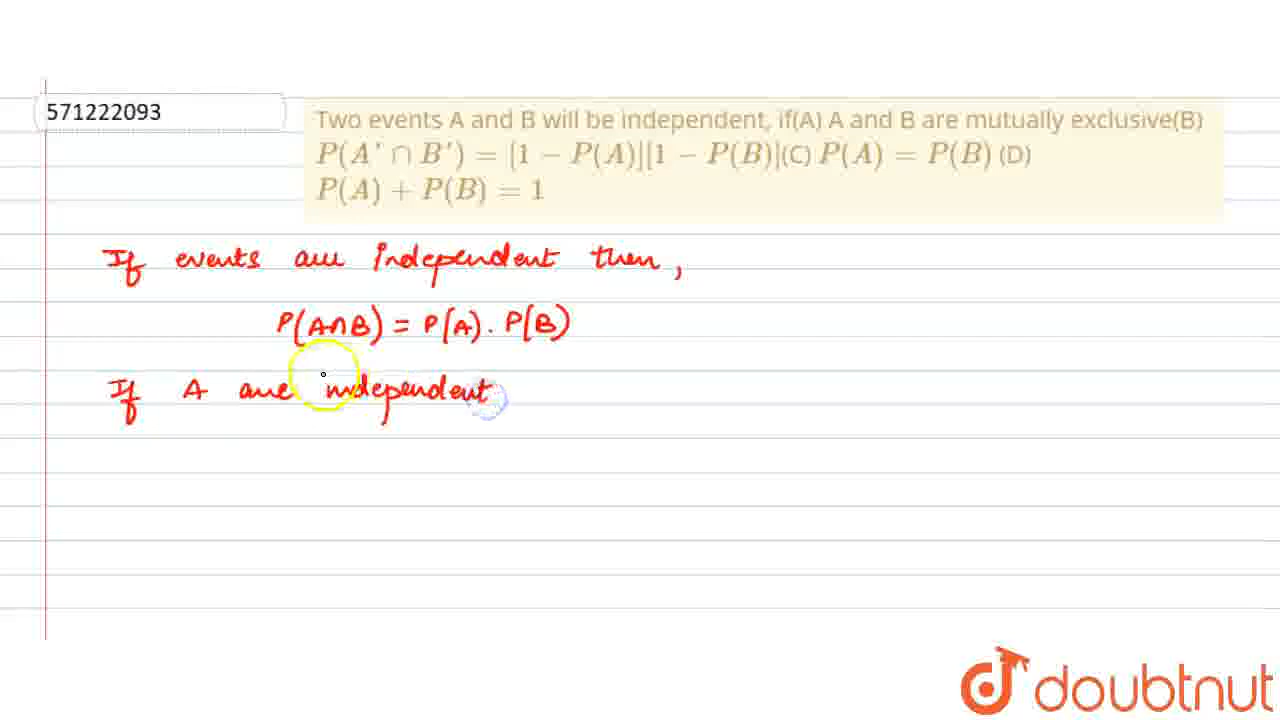 571222093
Two events A and B will be independent, if(A) A and B are mutually exclusive(B)
P(A' ∩ B') = [1 − P(A)][1 − P(B)](C) P(A) = P(B) (D)
P(A) + P(B) = 1
If events are independent then,
P(A∩B) = P(A). P(B)
If A are independent
doubtnut